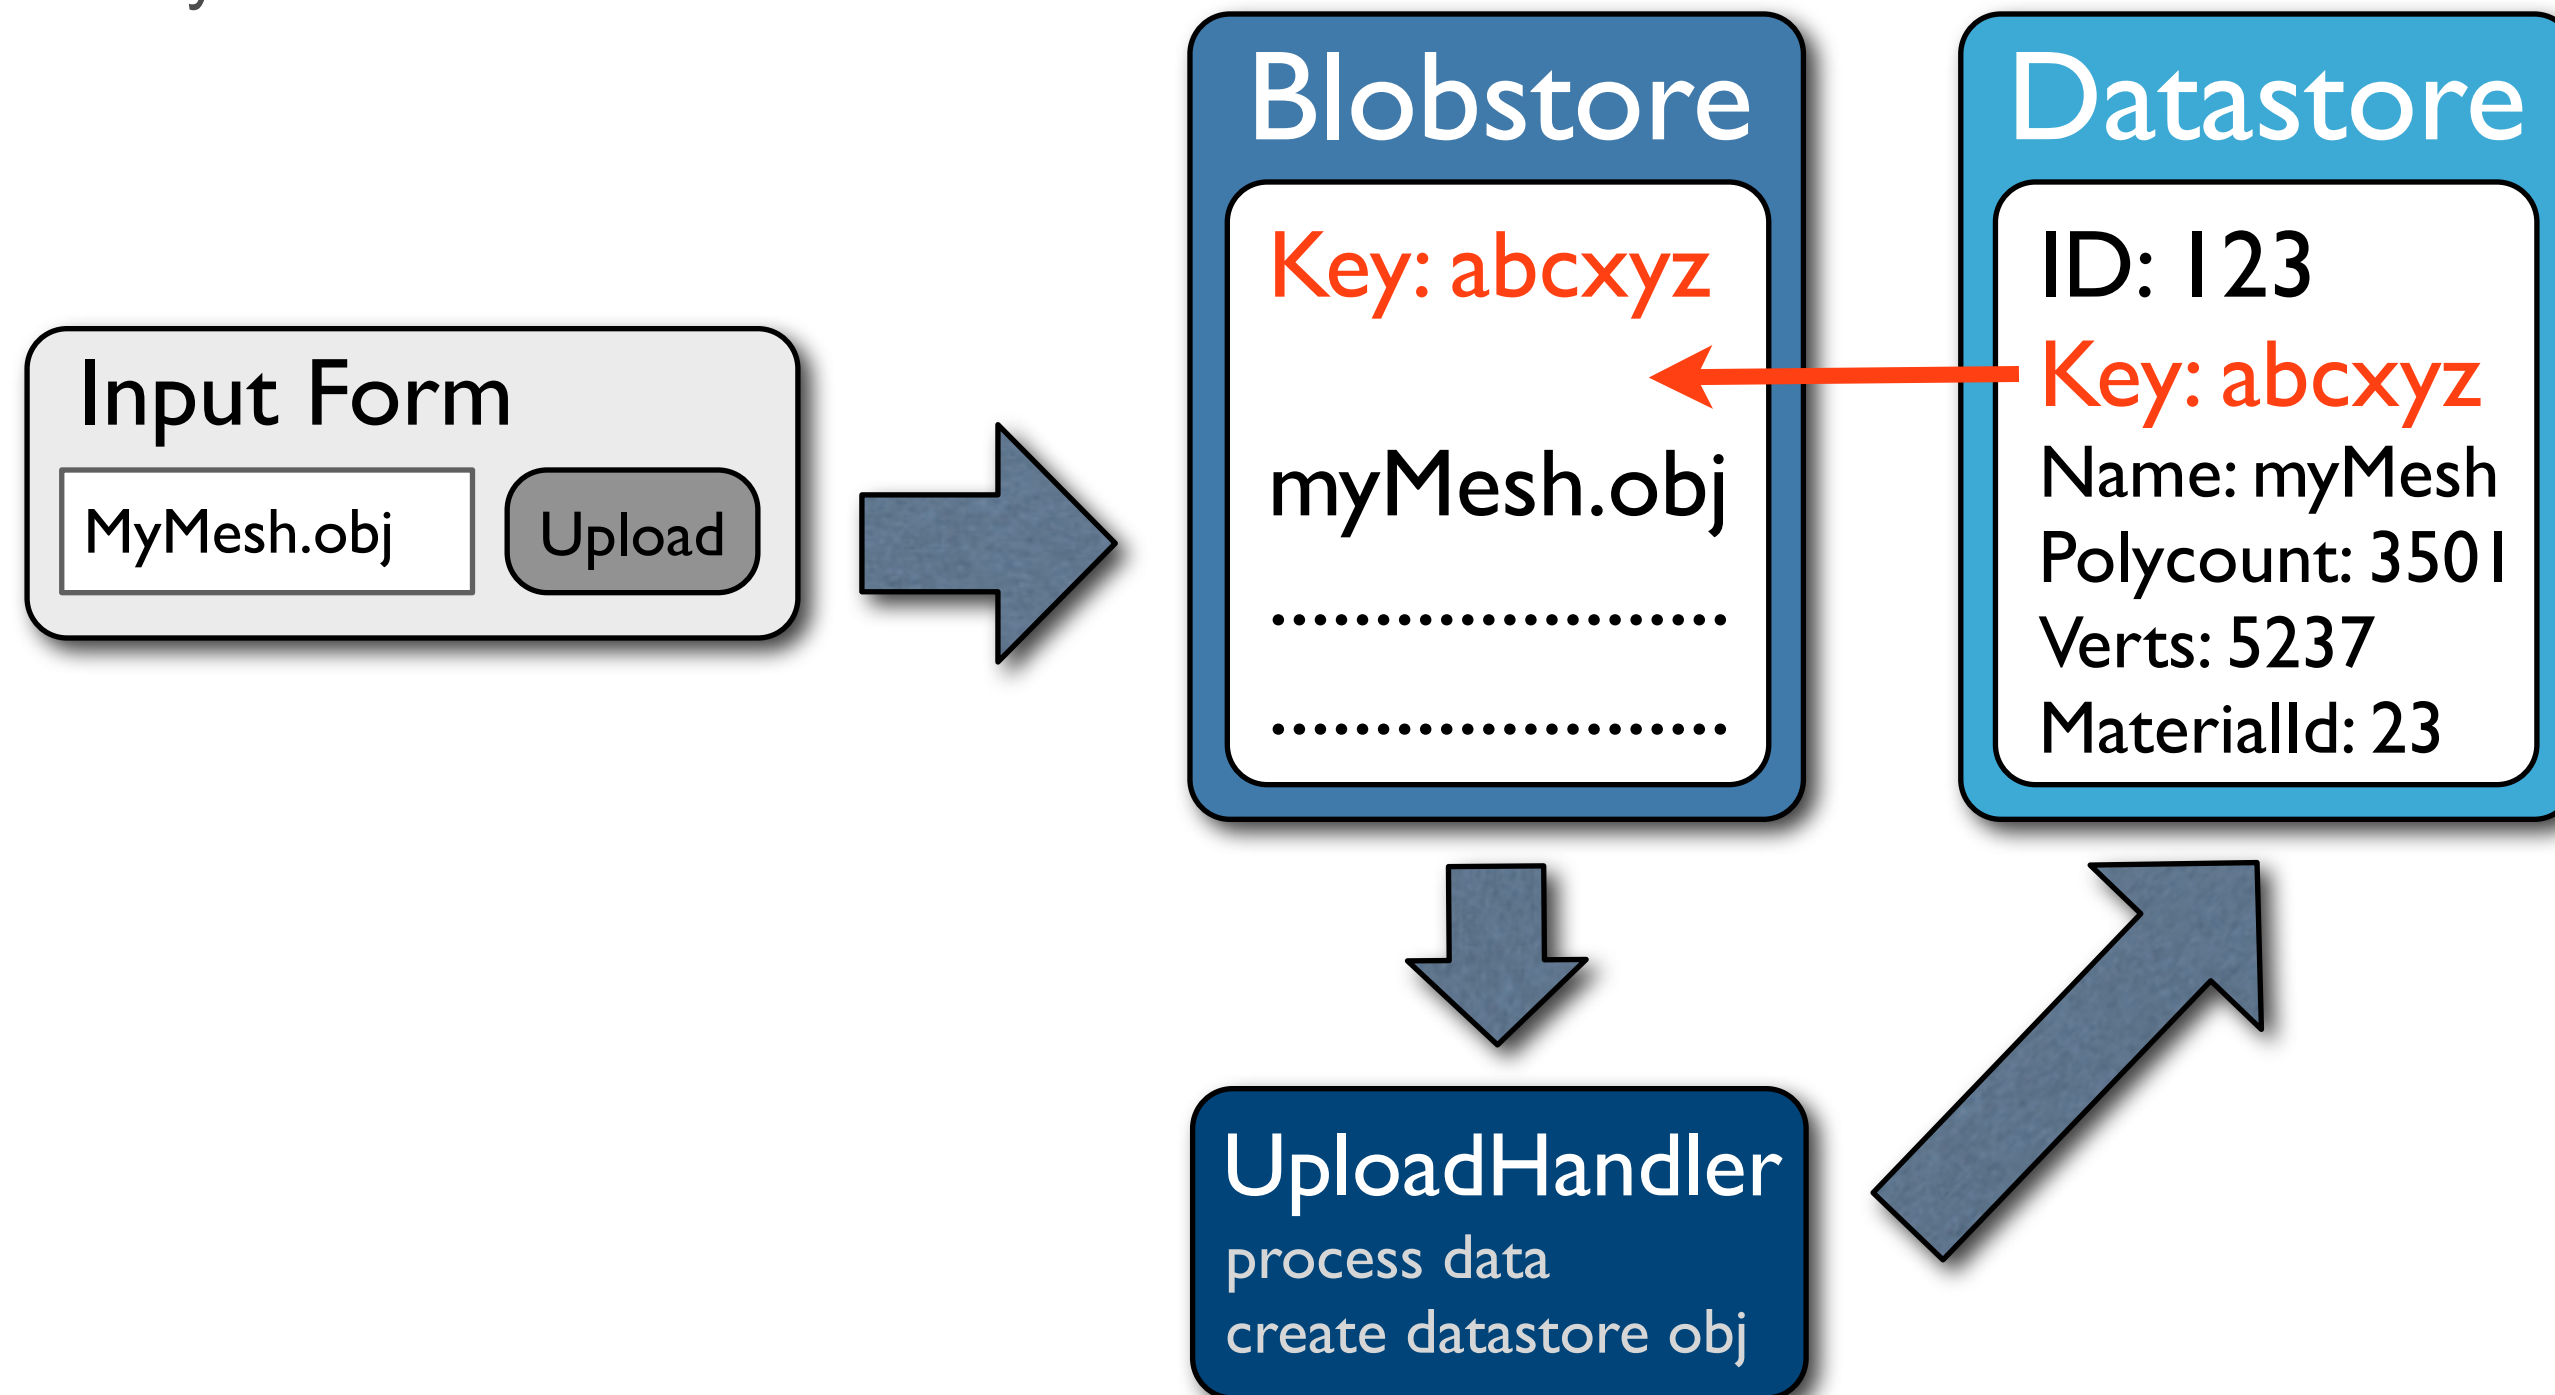 Input Form
MyMesh.obj
Upload
Blobstore
Key: abcxyz
myMesh.obj
......................
......................
Datastore
ID: 123
Key: abcxyz
Name: myMesh
Polycount: 3501
Verts: 5237
MaterialId: 23
UploadHandler
process data
create datastore obj